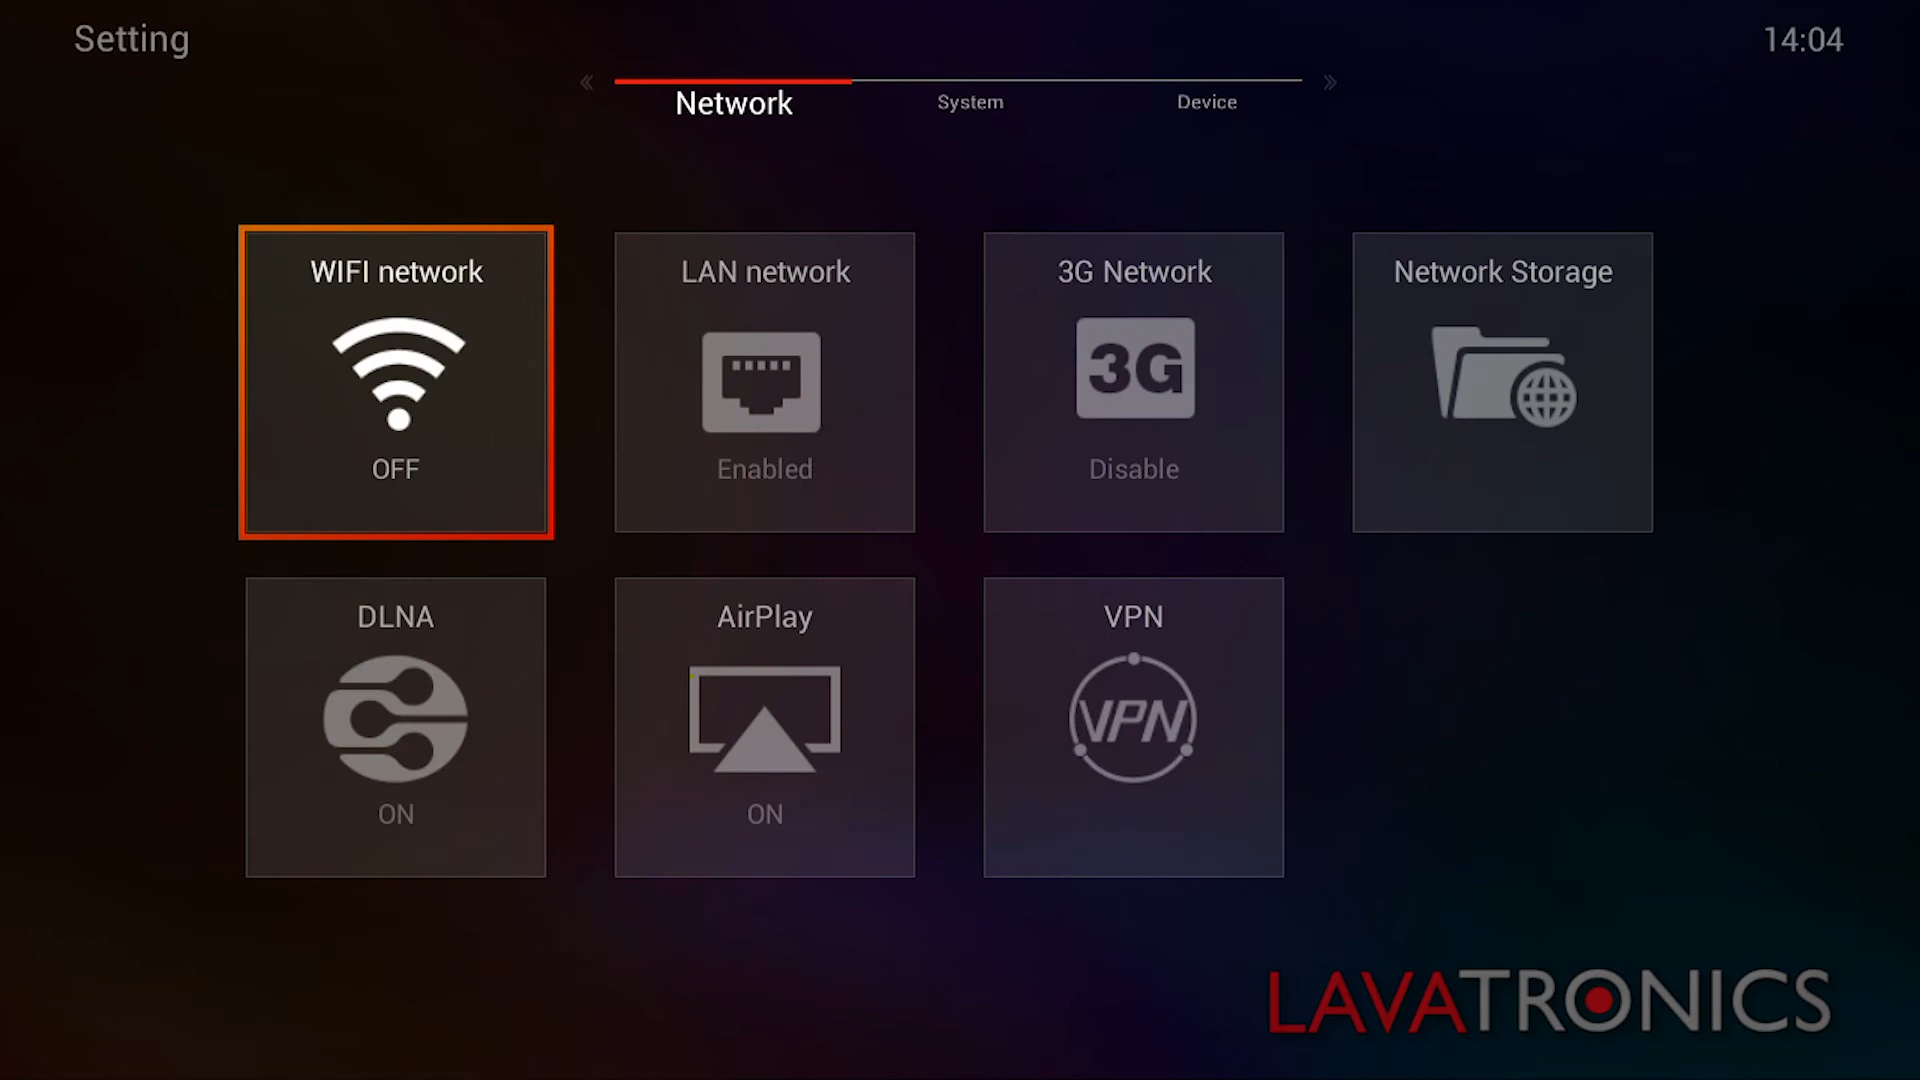 Setting
14:04
Network
System
Device
WIFI network
OFF
LAN network
Enabled
3G Network
3G
Disable
Network Storage
DLNA
ON
AirPlay
ON
VPN
VPN
LAVATRONICS